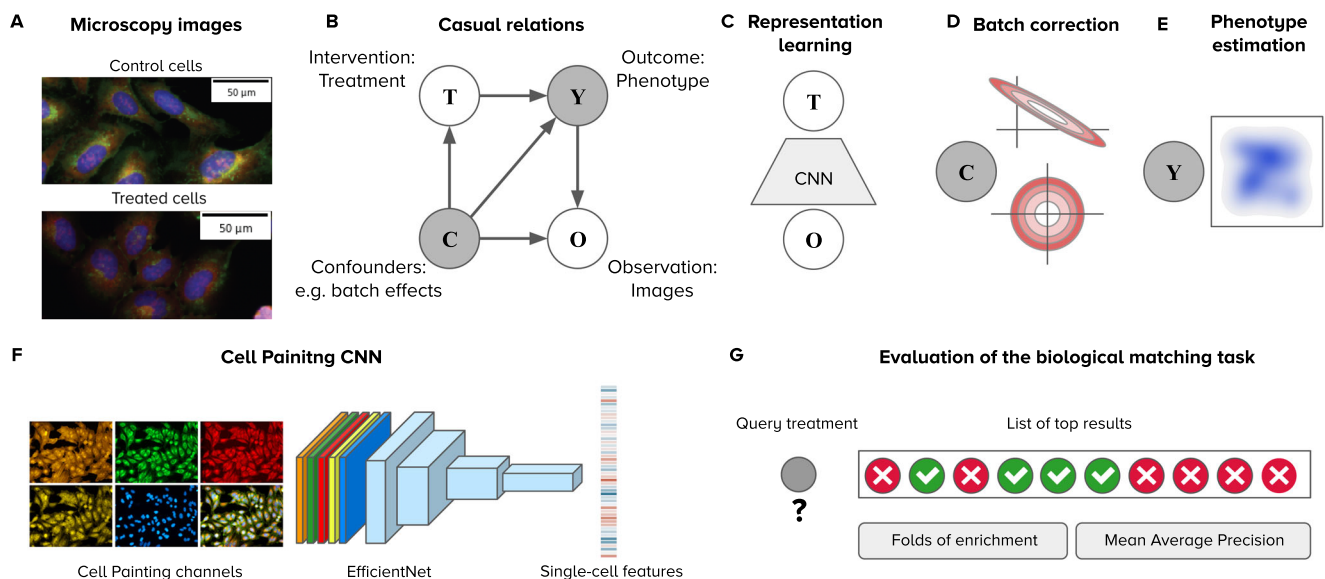 A
Microscopy images
Control cells
50 µm
Treated cells
50 µm
B
Casual relations
Intervention:
Treatment
Outcome:
Phenotype
T
Y
C
O
Confounders:
e.g. batch effects
Observation:
Images
C
Representation
learning
T
CNN
O
D
Batch correction
C
E
Phenotype
estimation
Y
F
Cell Painitng CNN
Cell Painting channels
EfficientNet
Single-cell features
G
Evaluation of the biological matching task
Query treatment
?
List of top results
Folds of enrichment
Mean Average Precision